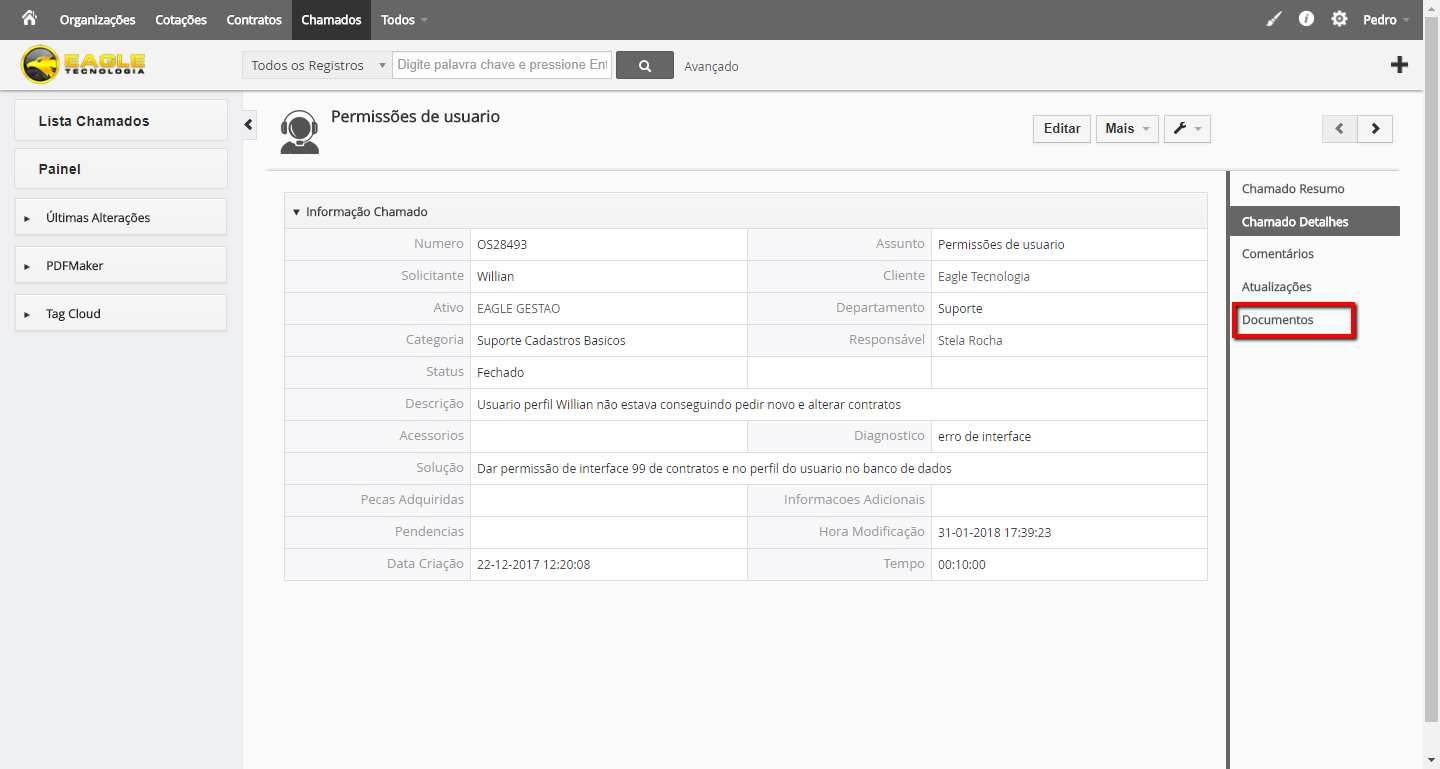 Organizações Cotações Contratos Chamados Todos Pedro
EAGLE
TECNOLOGIA
Todos os Registros Digite palavra chave e pressione Ent Avançado
Lista Chamados
Painel
Últimas Alterações
PDFMaker
Tag Cloud
Permissões de usuario
Editar Mais
Informação Chamado
Numero OS28493 Assunto Permissões de usuario
Solicitante Willian Cliente Eagle Tecnologia
Ativo EAGLE GESTAO Departamento Suporte
Categoria Suporte Cadastros Basicos Responsável Stela Rocha
Status Fechado
Descrição Usuario perfil Willian não estava conseguindo pedir novo e alterar contratos
Acessorios Diagnostico erro de interface
Solução Dar permissão de interface 99 de contratos e no perfil do usuario no banco de dados
Pecas Adquiridas Informacoes Adicionais
Pendencias Hora Modificação 31-01-2018 17:39:23
Data Criação 22-12-2017 12:20:08 Tempo 00:10:00
Chamado Resumo
Chamado Detalhes
Comentários
Atualizações
Documentos